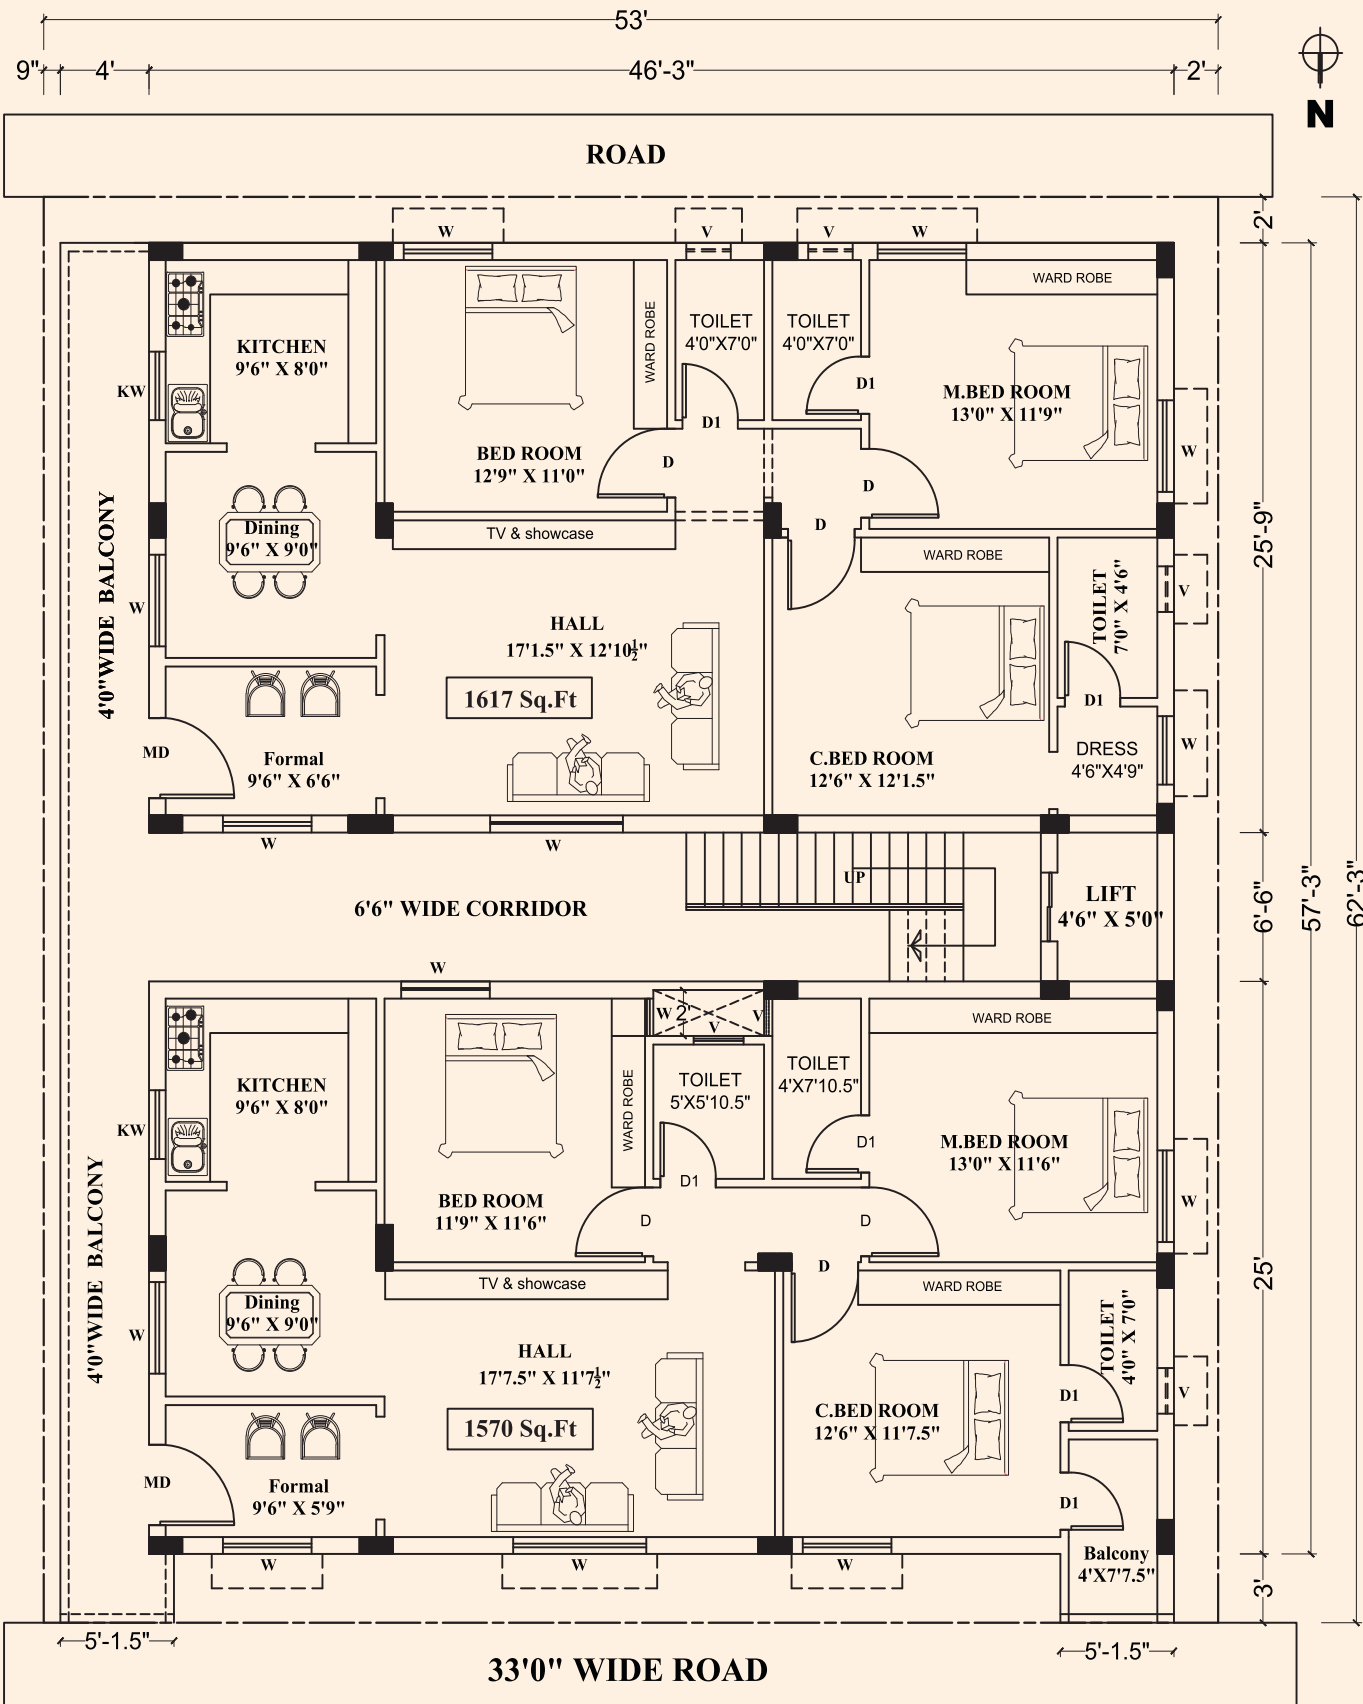 53'
9"
4'
46'-3"
2'
N
ROAD
2'
W
V
V
W
WARD ROBE
KITCHEN
9'6" X 8'0"
WARD ROBE
TOILET
4'0"X7'0"
TOILET
4'0"X7'0"
KW
D1
M.BED ROOM
13'0" X 11'9"
D1
BED ROOM
12'9" X 11'0"
D
W
D
4'0"WIDE BALCONY
Dining
9'6" X 9'0"
TV & showcase
D
WARD ROBE
25'-9"
TOILET
7'0" X 4'6"
V
W
HALL
17'1.5" X 12'10½"
1617 Sq.Ft
D1
MD
Formal
9'6" X 6'6"
C.BED ROOM
12'6" X 12'1.5"
DRESS
4'6"X4'9"
W
W
W
UP
6'6" WIDE CORRIDOR
LIFT
4'6" X 5'0"
6'-6"
57'-3"
62'-3"
W
W
2'
V
V
WARD ROBE
KITCHEN
9'6" X 8'0"
WARD ROBE
TOILET
5'X5'10.5"
TOILET
4'X7'10.5"
KW
D1
M.BED ROOM
13'0" X 11'6"
D1
BED ROOM
11'9" X 11'6"
D
D
W
4'0"WIDE BALCONY
D
TV & showcase
WARD ROBE
25'
Dining
9'6" X 9'0"
W
TOILET
4'0" X 7'0"
HALL
17'7.5" X 11'7½"
V
D1
1570 Sq.Ft
C.BED ROOM
12'6" X 11'7.5"
MD
Formal
9'6" X 5'9"
D1
W
W
W
Balcony
4'X7'7.5"
3'
5'-1.5"
5'-1.5"
33'0" WIDE ROAD